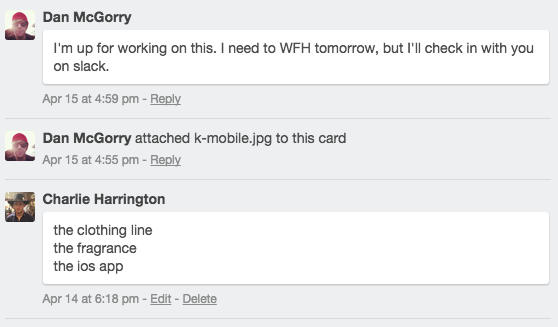 Dan McGorry
I'm up for working on this. I need to WFH tomorrow, but I'll check in with you
on slack.
Apr 15 at 4:59 pm - Reply
Dan McGorry attached k-mobile.jpg to this card
Apr 15 at 4:55 pm - Reply
Charlie Harrington
the clothing line
the fragrance
the ios app
Apr 14 at 6:18 pm - Edit - Delete